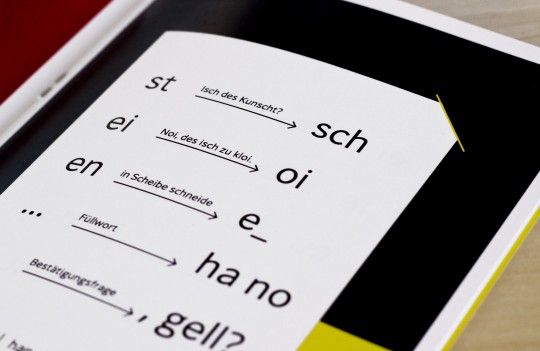 st Isch des Kunscht? sch
ei Noi, des isch zu kloi. oi
en in Scheibe schneide e_
... Füllwort ha no
Bestätigungsfrage , gell?